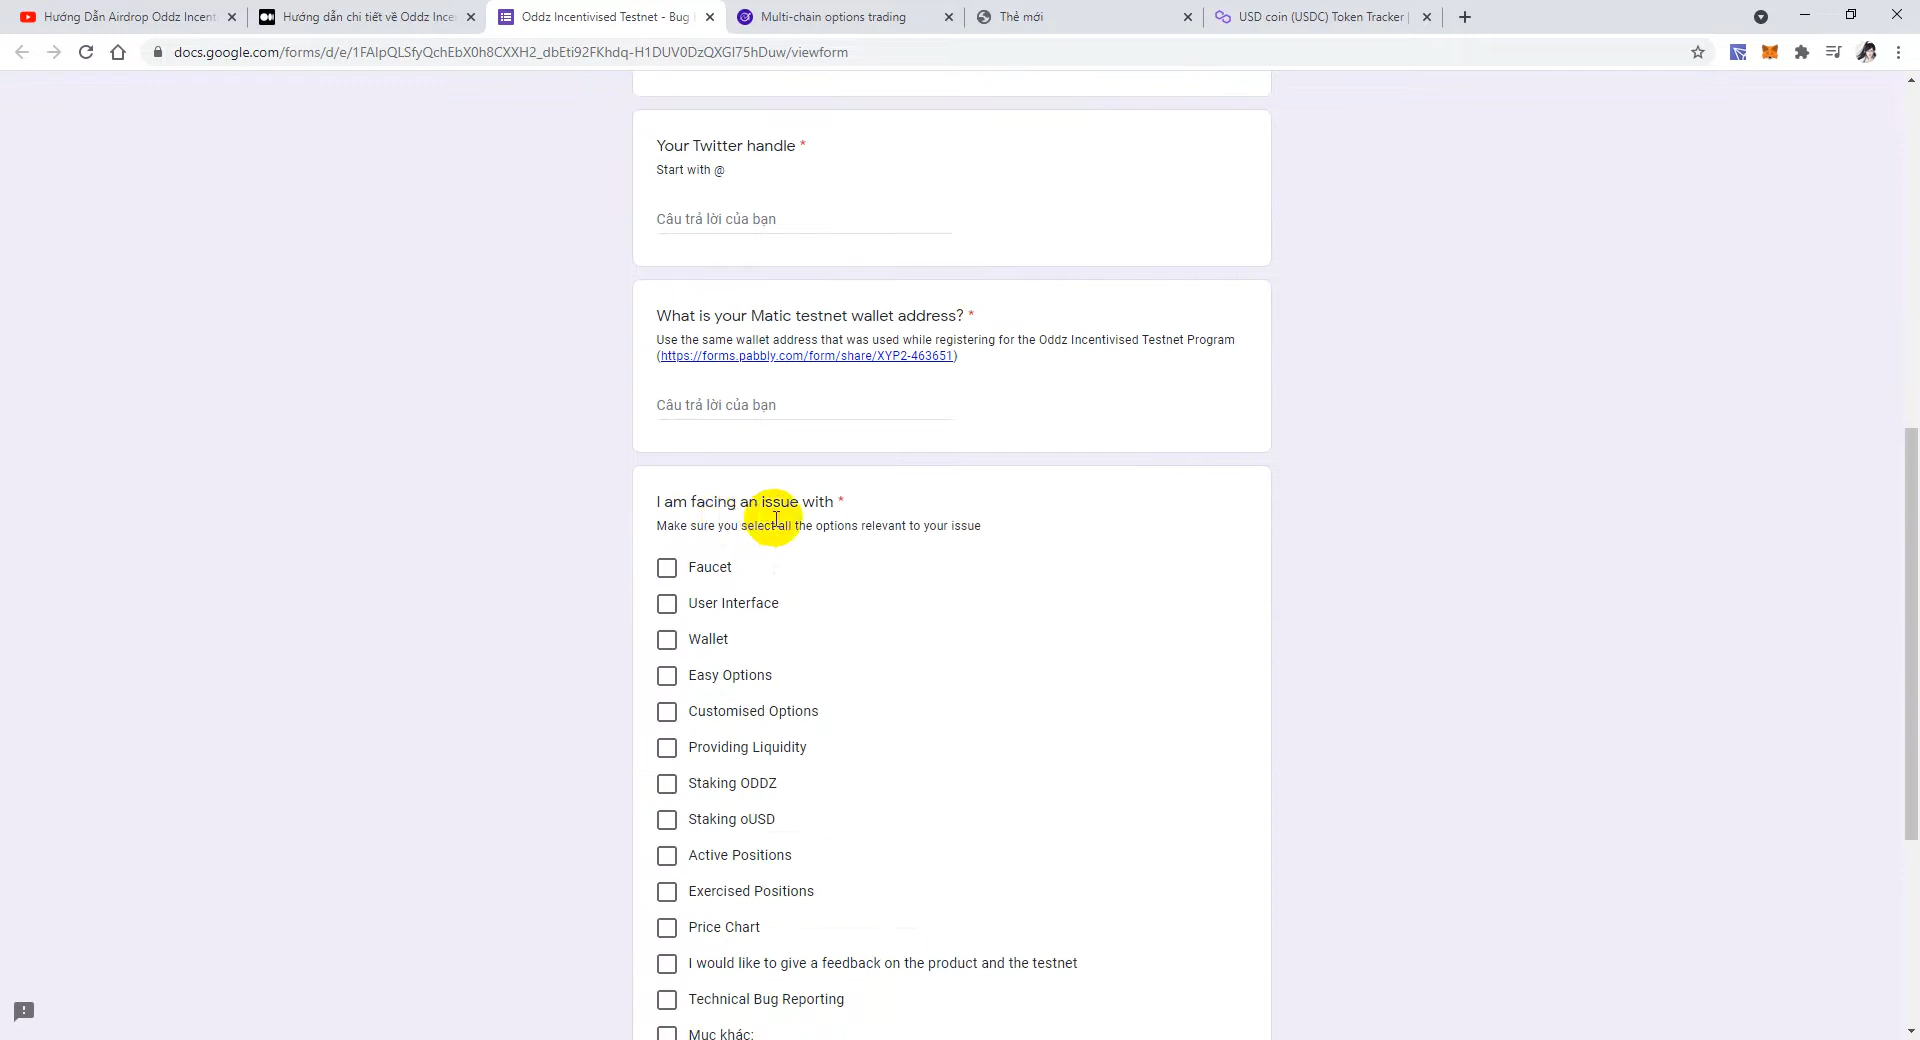 Hướng Dẫn Airdrop Oddz Incent
Hướng dẫn chi tiết về Oddz Ince
Oddz Incentivised Testnet - Bug
Multi-chain options trading
Thẻ mới
USD coin (USDC) Token Tracker
docs.google.com/forms/d/e/1FAIpQLSfyQchEbX0h8CXXH2_dbEti92FKhdq-H1DUV0DzQXGI75hDuw/viewform
Your Twitter handle *
Start with @
Câu trả lời của bạn
What is your Matic testnet wallet address? *
Use the same wallet address that was used while registering for the Oddz Incentivised Testnet Program
(https://forms.pabbly.com/form/share/XYP2-463651)
Câu trả lời của bạn
I am facing an issue with *
Make sure you select all the options relevant to your issue
Faucet
User Interface
Wallet
Easy Options
Customised Options
Providing Liquidity
Staking ODDZ
Staking oUSD
Active Positions
Exercised Positions
Price Chart
I would like to give a feedback on the product and the testnet
Technical Bug Reporting
Mục khác: